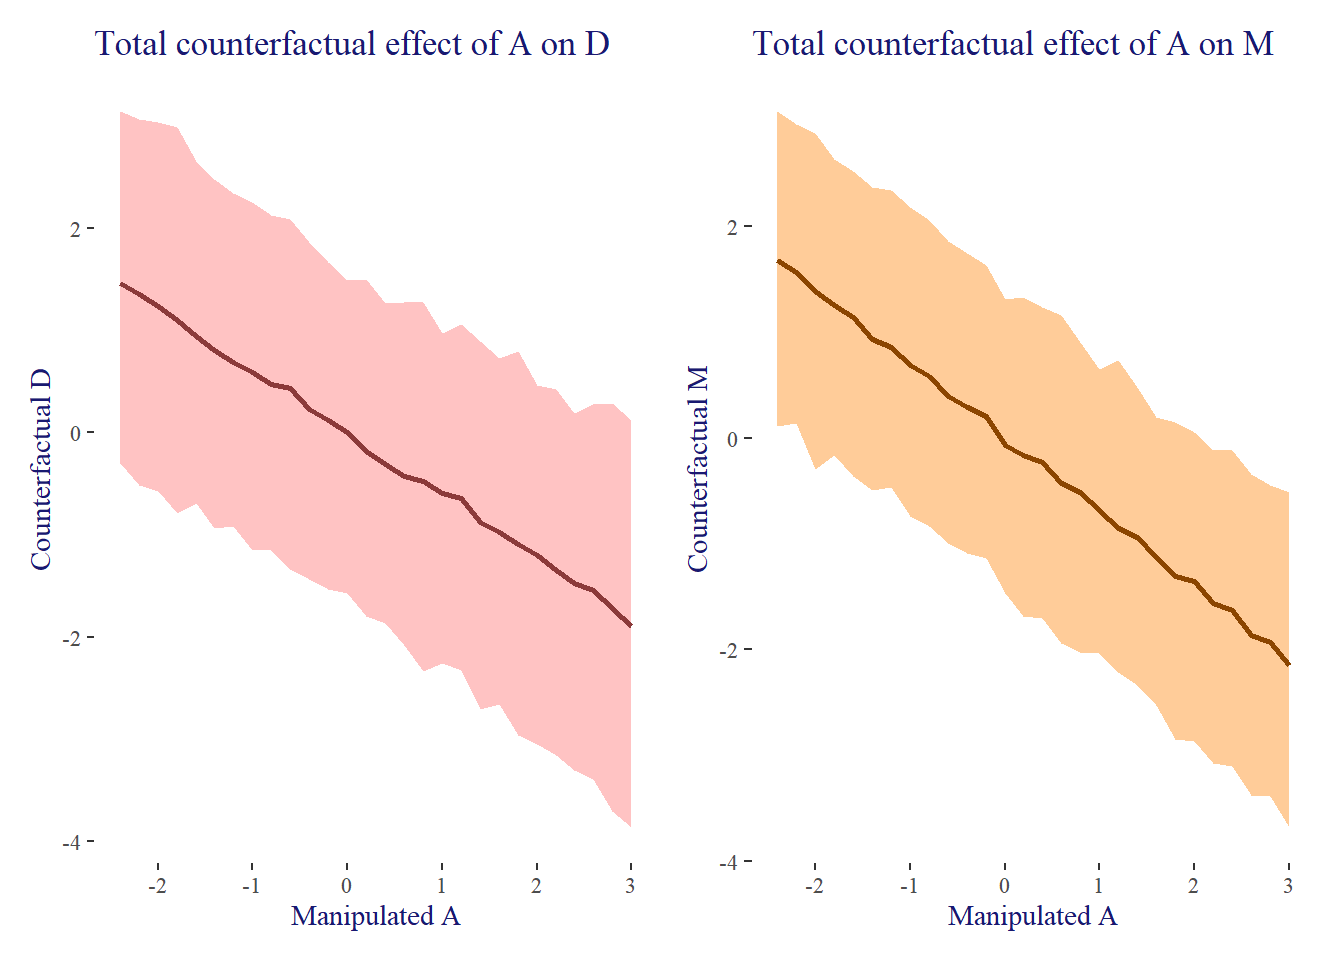 Total counterfactual effect of A on D
Counterfactual D
2
0
-2
-4
-2 -1 0 1 2 3
Manipulated A
Total counterfactual effect of A on M
Counterfactual M
2
0
-2
-4
-2 -1 0 1 2 3
Manipulated A